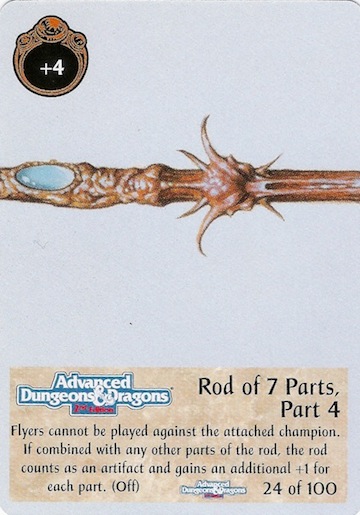 +4
Advanced
Dungeons & Dragons
2nd Edition
Rod of 7 Parts,
Part 4
Flyers cannot be played against the attached champion.
If combined with any other parts of the rod, the rod
counts as an artifact and gains an additional +1 for
each part. (Off)
Advanced
Dungeons & Dragons
24 of 100